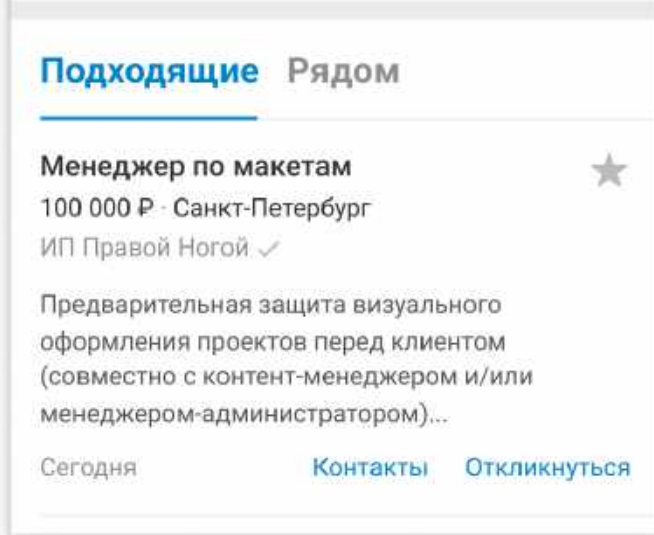 Подходящие Рядом
Менеджер по макетам
100 000 ₽ · Санкт-Петербург
ИП Правой Ногой
Предварительная защита визуального
оформления проектов перед клиентом
(совместно с контент-менеджером и/или
менеджером-администратором)...
Сегодня Контакты Откликнуться